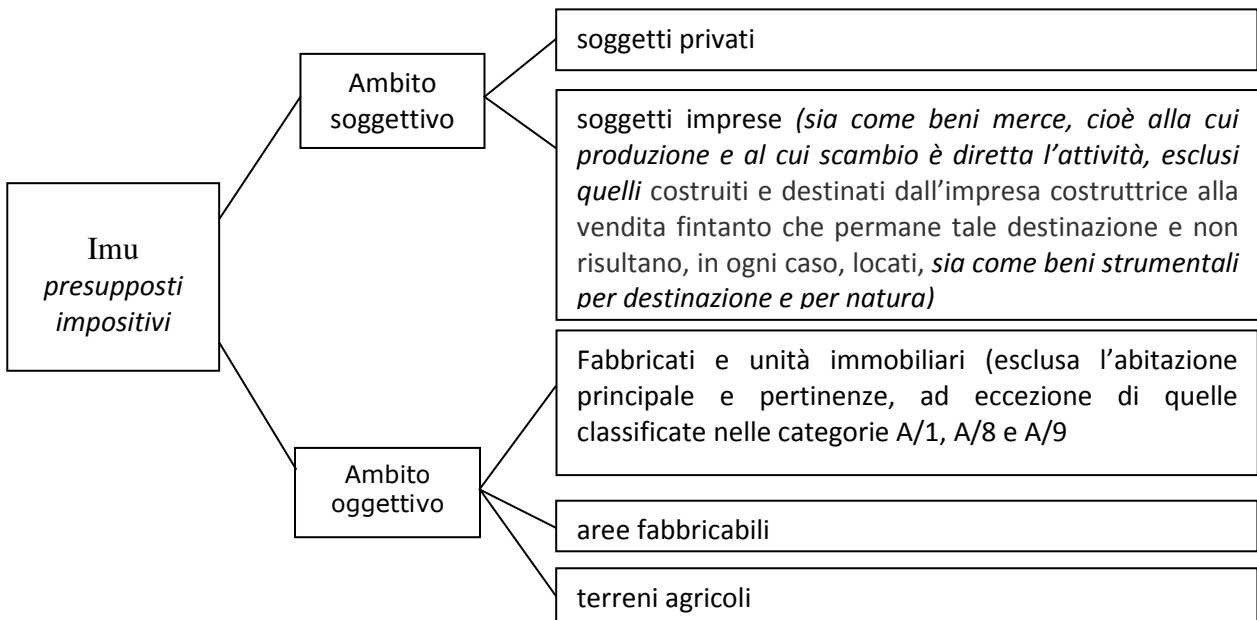 Imu
presupposti
impositivi
Ambito
soggettivo
soggetti privati
soggetti imprese (sia come beni merce, cioè alla cui
produzione e al cui scambio è diretta l’attività, esclusi
quelli costruiti e destinati dall’impresa costruttrice alla
vendita fintanto che permane tale destinazione e non
risultano, in ogni caso, locati, sia come beni strumentali
per destinazione e per natura)
Ambito
oggettivo
Fabbricati e unità immobiliari (esclusa l’abitazione
principale e pertinenze, ad eccezione di quelle
classificate nelle categorie A/1, A/8 e A/9
aree fabbricabili
terreni agricoli